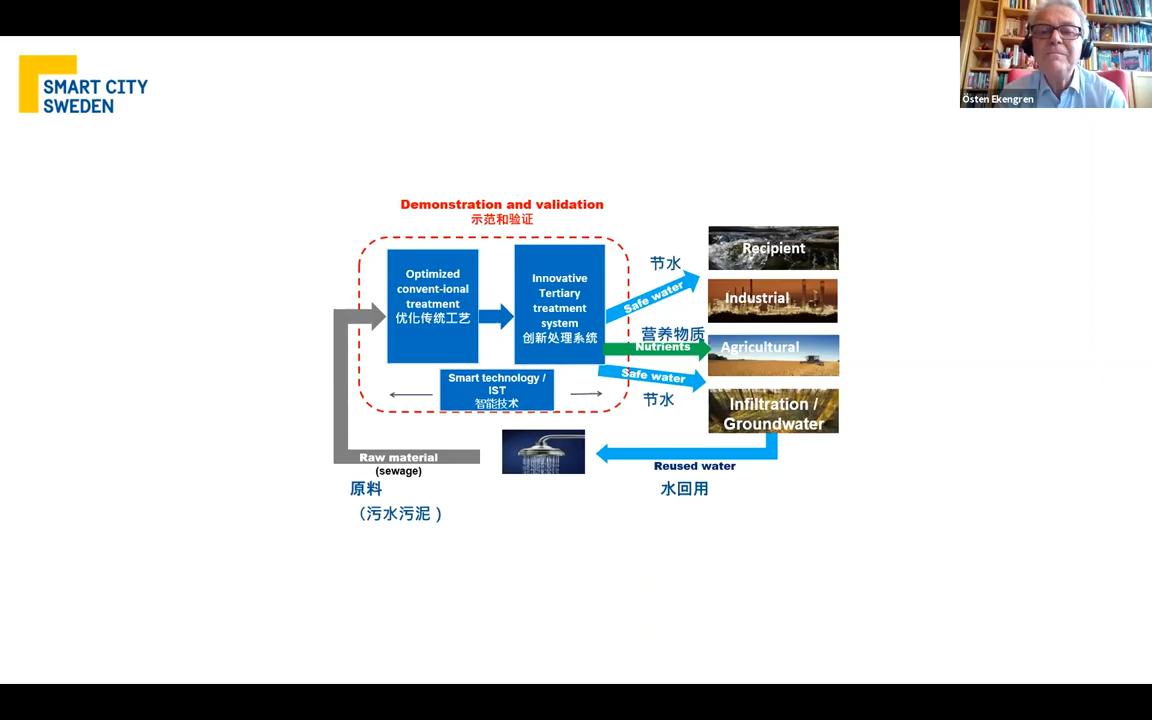 SMART CITY
SWEDEN
Östen Ekengren
Demonstration and validation
示范和验证
Optimized
convent-ional
treatment
优化传统工艺
Innovative
Tertiary
treatment
system
创新处理系统
Smart technology /
IST
智能技术
节水
Safe water
营养物质
Nutrients
Safe water
节水
Recipient
Industrial
Agricultural
Infiltration /
Groundwater
Raw material
(sewage)
原料
（污水污泥 )
Reused water
水回用